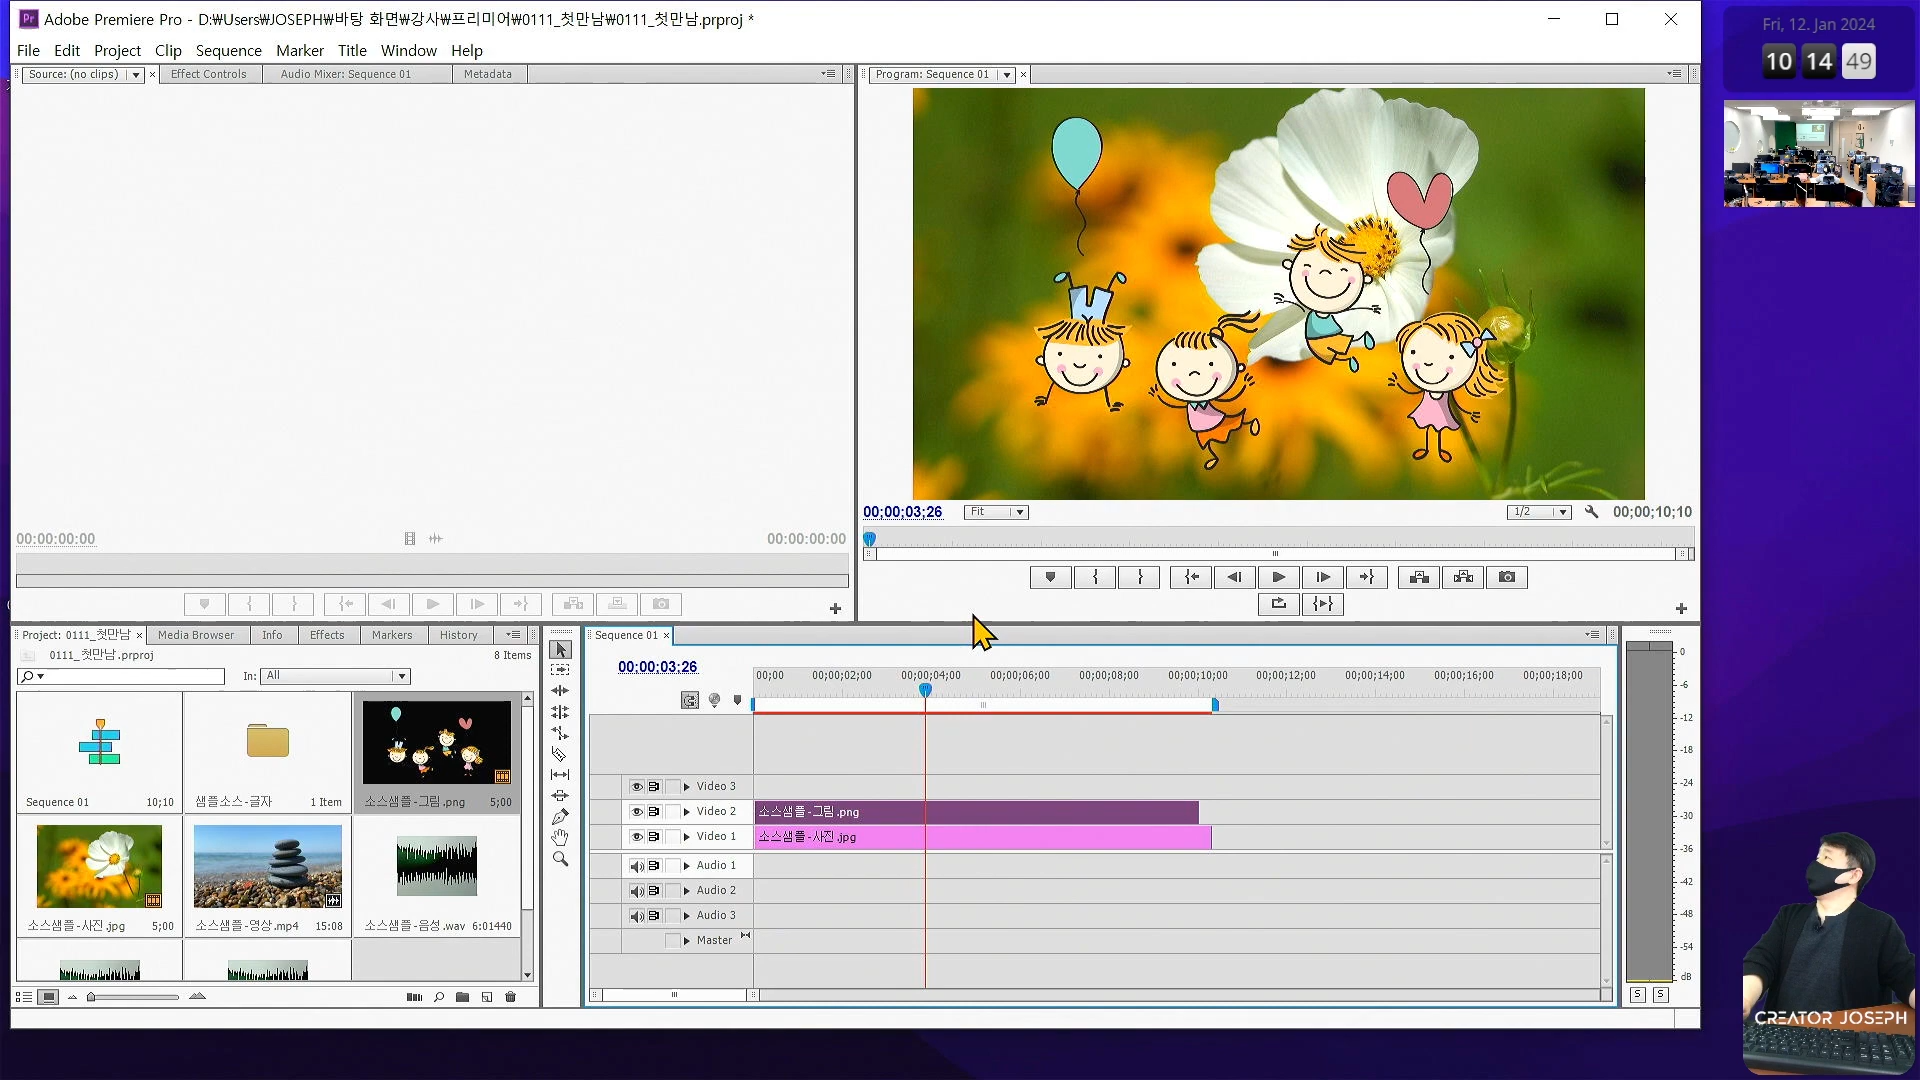 Adobe Premiere Pro - D:₩Users₩JOSEPH₩바탕 화면₩강사₩프리미어₩0111_첫만남₩0111_첫만남.prproj *
File Edit Project Clip Sequence Marker Title Window Help
Source: (no clips) Effect Controls Audio Mixer: Sequence 01 Metadata
Program: Sequence 01
Fri, 12. Jan 2024
10 14 49
00;00;03;26 Fit 1/2 00;00;10;10
00:00:00:00 00:00:00:00
Project: 0111_첫만남 Media Browser Info Effects Markers History
0111_첫만남.prproj 8 Items
In: All
Sequence 01 10;10
샘플소스-글자 1 Item
소스샘플-그림.png 5;00
소스샘플-사진.jpg 5;00
소스샘플-영상.mp4 15:08
소스샘플-음성.wav 6:01440
Sequence 01
00;00;03;26
00;00 00;00;02;00 00;00;04;00 00;00;06;00 00;00;08;00 00;00;10;00 00;00;12;00 00;00;14;00 00;00;16;00 00;00;18;00
Video 3
Video 2 소스샘플-그림.png
Video 1 소스샘플-사진.jpg
Audio 1
Audio 2
Audio 3
Master
0
-6
-12
-18
-24
-30
-36
-42
-48
-54
dB
S S
CREATOR JOSEPH